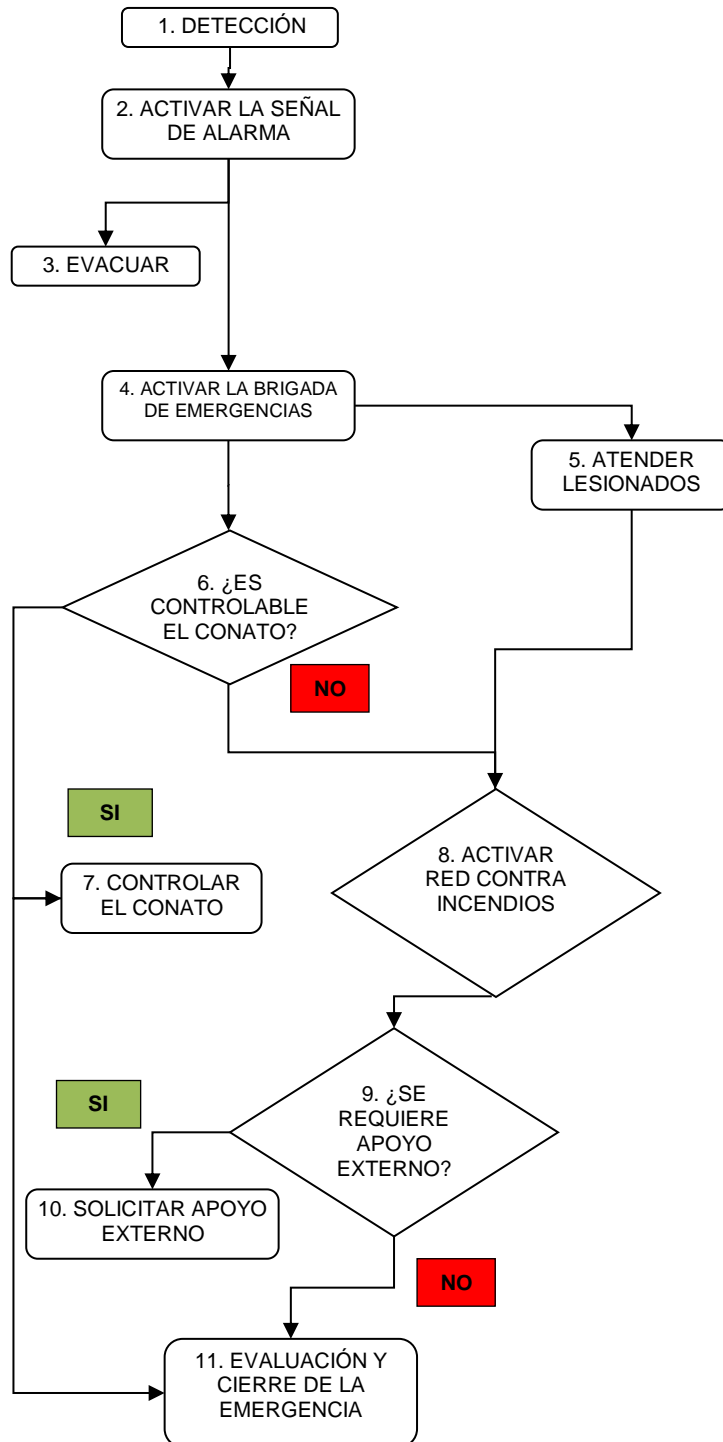 1. DETECCIÓN
2. ACTIVAR LA SEÑAL
DE ALARMA
3. EVACUAR
4. ACTIVAR LA BRIGADA
DE EMERGENCIAS
5. ATENDER
LESIONADOS
6. ¿ES
CONTROLABLE
EL CONATO?
NO
SI
7. CONTROLAR
EL CONATO
8. ACTIVAR
RED CONTRA
INCENDIOS
9. ¿SE
REQUIERE
APOYO
EXTERNO?
SI
10. SOLICITAR APOYO
EXTERNO
NO
11. EVALUACIÓN Y
CIERRE DE LA
EMERGENCIA